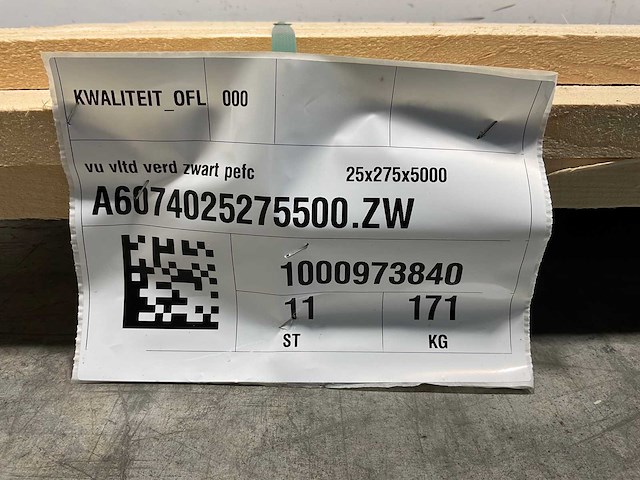 KWALITEIT_OFL 000
vu vltd verd zwart pefc 25x275x5000
A6074025275500.ZW
1000973840
11 171
ST KG